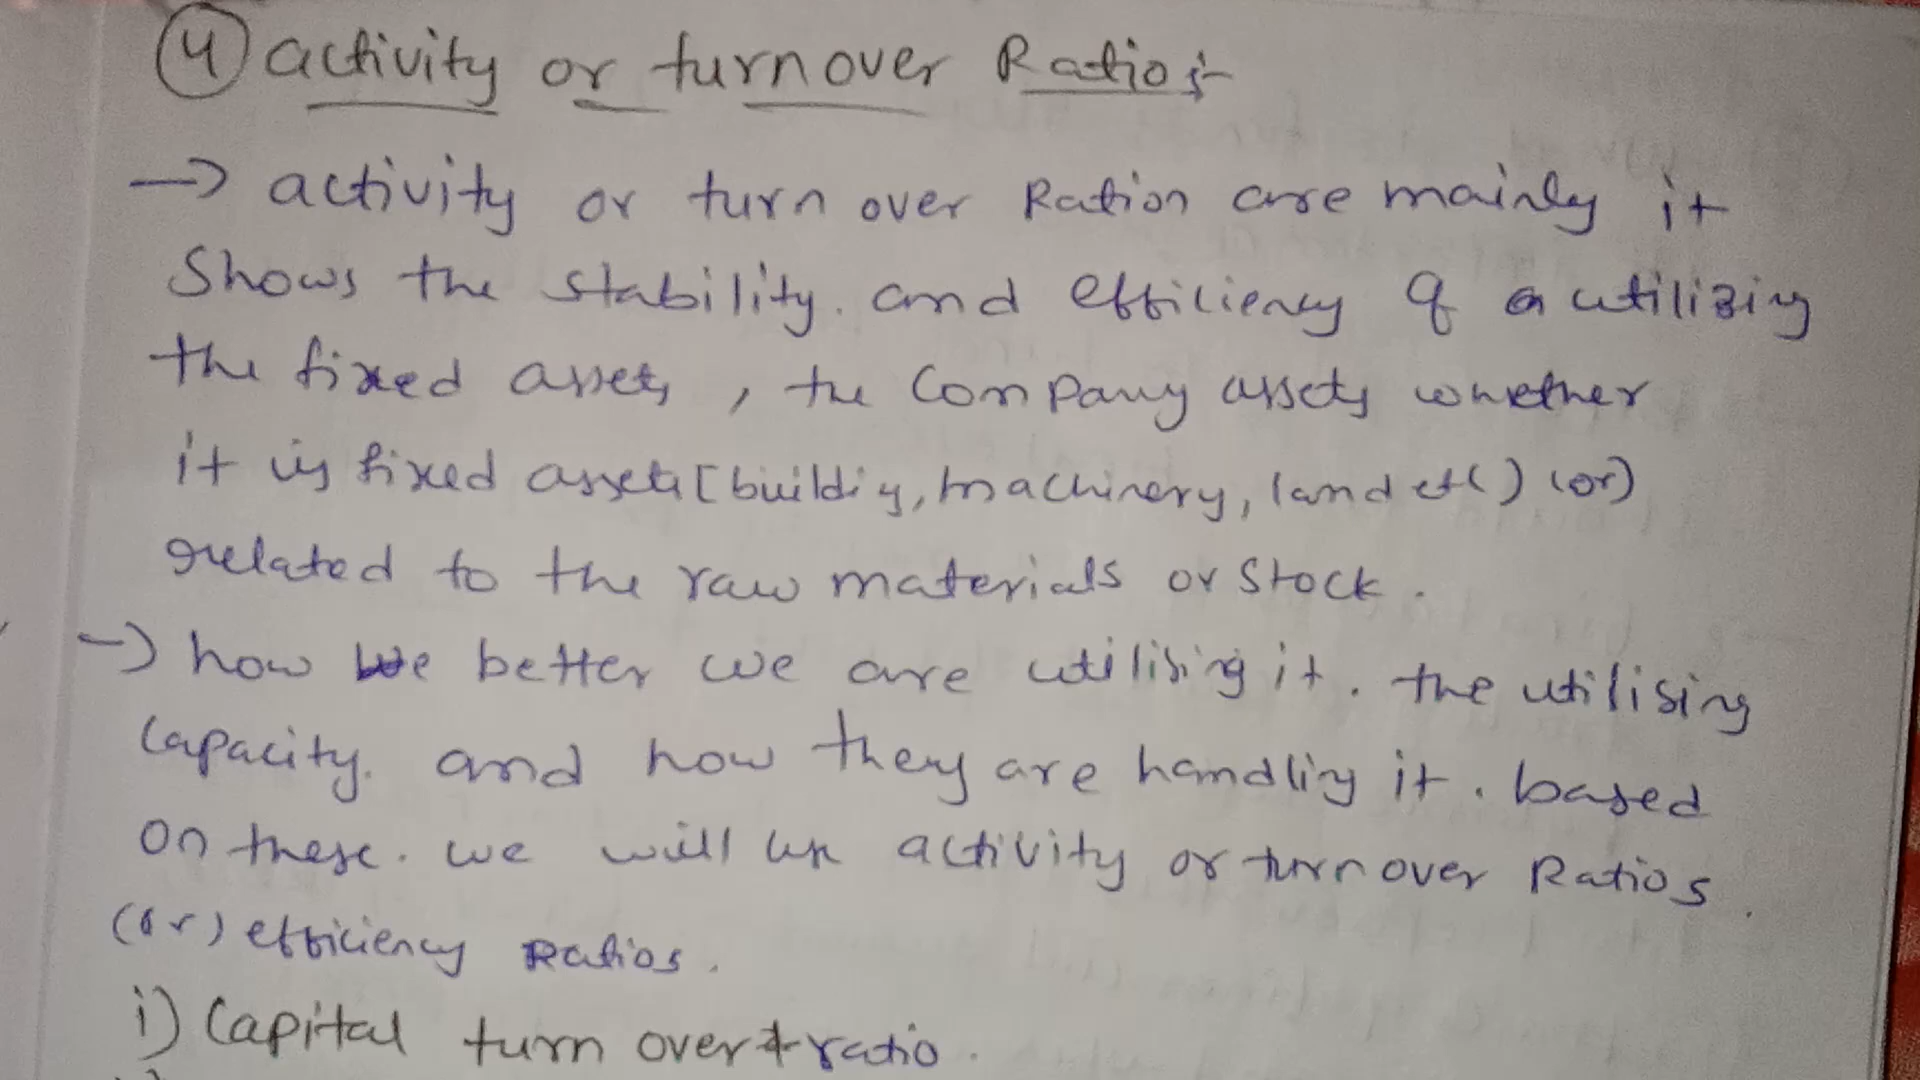 4 activity or turnover Ratios:-
→ activity or turn over Ration are mainly it
Shows the stability. and efficiency of utilizing
the fixed assets, the Company assets whether
it is fixed assets [building, machinery, land etc) (or)
related to the raw materials or Stock.
→ how we better we are utilising it. the utilising
Capacity. and how they are handling it. based
on these. we will use activity or turnover Ratios.
(or) efficiency Ratios.
i) Capital turn over ratio.